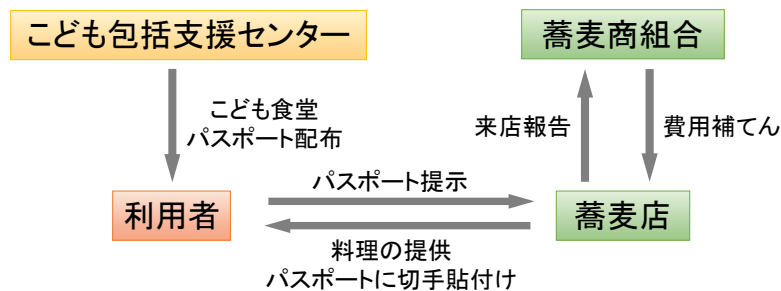 こども包括支援センター
蕎麦商組合
こども食堂
パスポート配布
来店報告
費用補てん
パスポート提示
利用者
蕎麦店
料理の提供
パスポートに切手貼付け